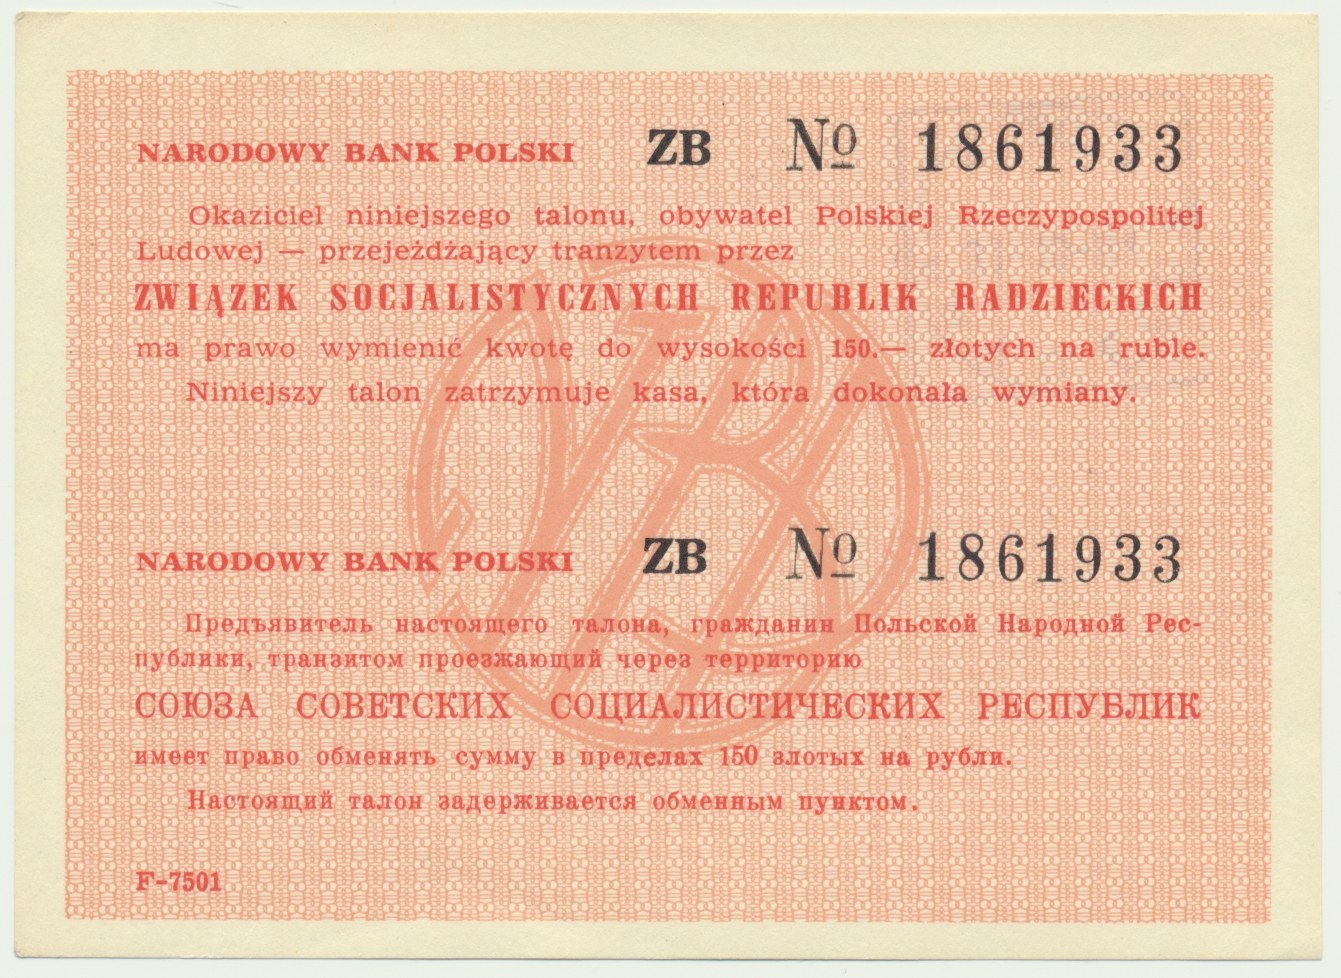 NARODOWY BANK POLSKI ZB № 1861933
Okaziciel niniejszego talonu, obywatel Polskiej Rzeczypospolitej
Ludowej — przejeżdżający tranzytem przez
ZWIĄZEK SOCJALISTYCZNYCH REPUBLIK RADZIECKICH
ma prawo wymienić kwotę do wysokości 150.— złotych na ruble.
Niniejszy talon zatrzymuje kasa, która dokonała wymiany.
NARODOWY BANK POLSKI ZB № 1861933
Предъявитель настоящего талона, гражданин Польской Народной Рес-
публики, транзитом проезжающий через территорию
СОЮЗА СОВЕТСКИХ СОЦИАЛИСТИЧЕСКИХ РЕСПУБЛИК
имеет право обменять сумму в пределах 150 злотых на рубли.
Настоящий талон задерживается обменным пунктом.
F-7501